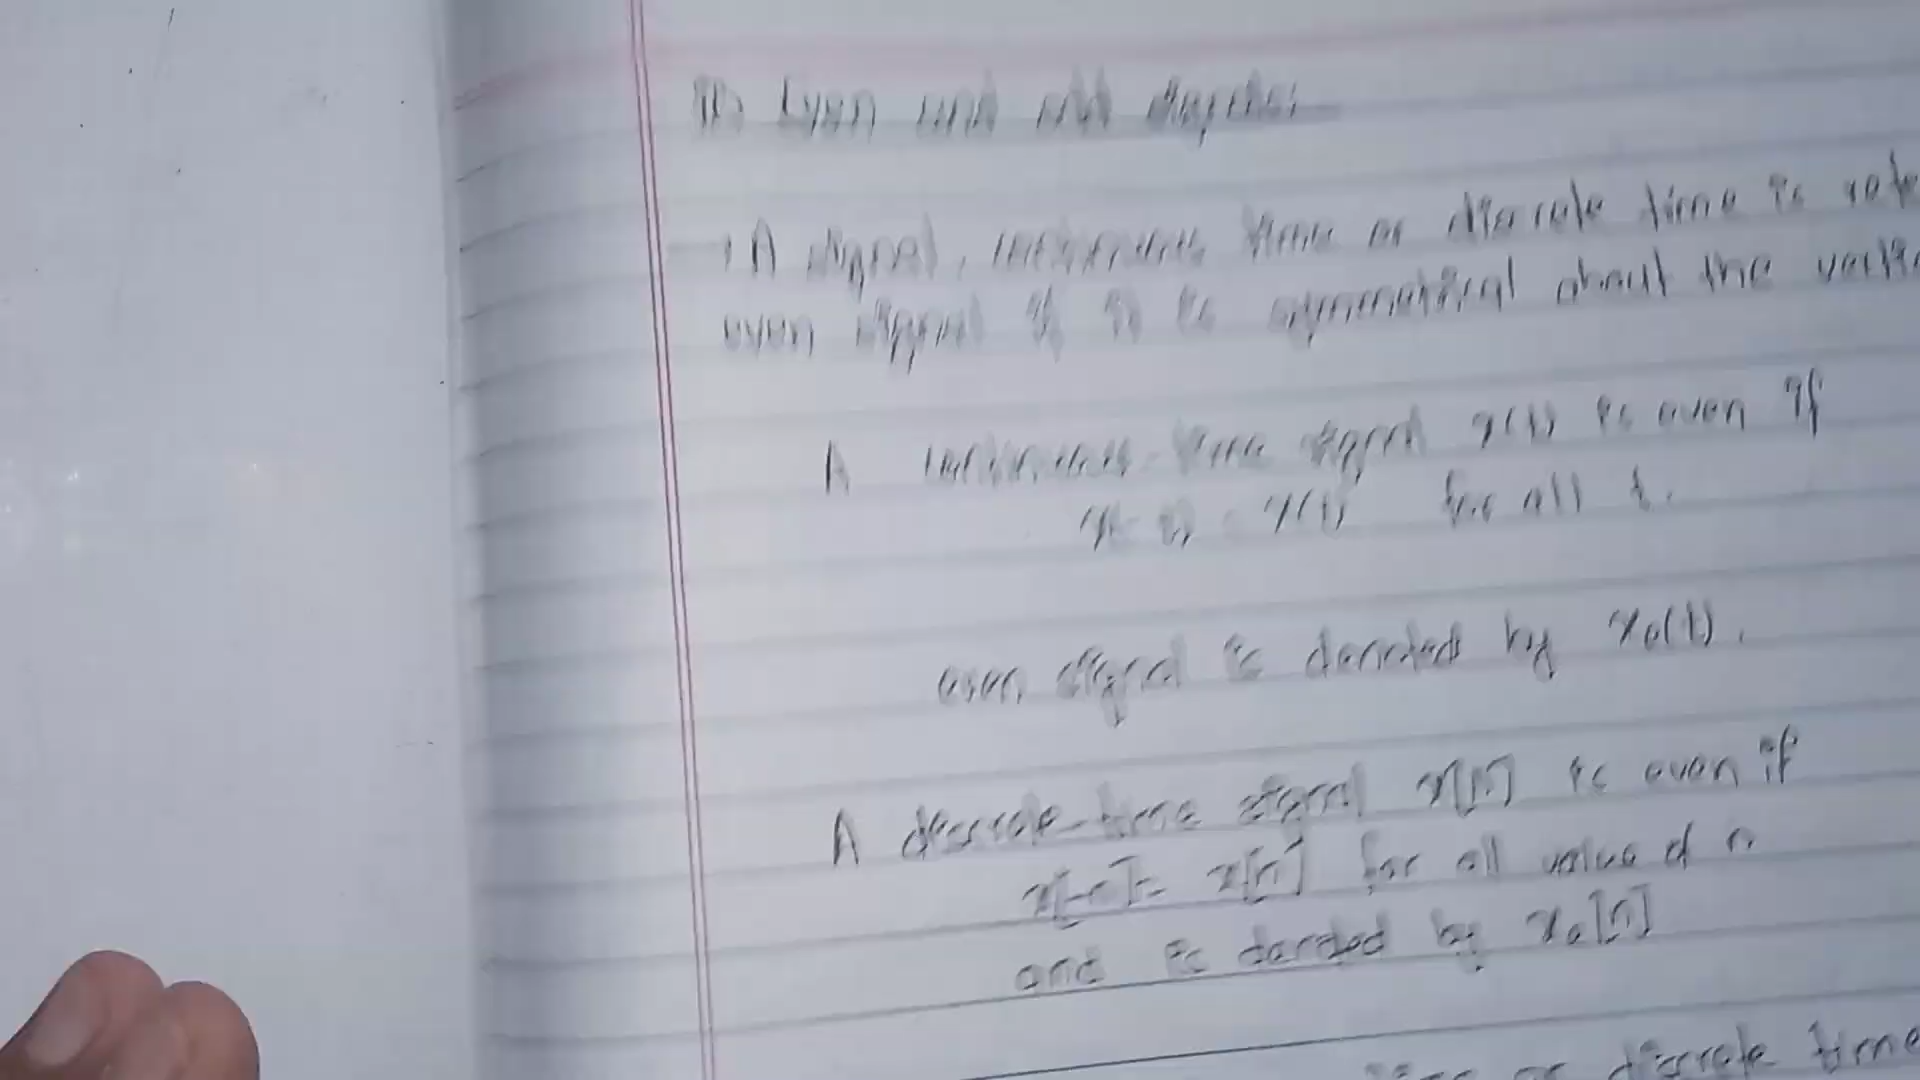 Even and odd signals
→ A signal, continuous time or discrete time is
even signal if it is symmetrical about the
A continuous-time signal x(t) is even if
x(-t) = x(t) for all t.
even signal is denoted by xe(t).
A discrete-time signal x[n] is even if
x[-n] = x[n] for all value of n
and is denoted by xe[n]
or discrete time